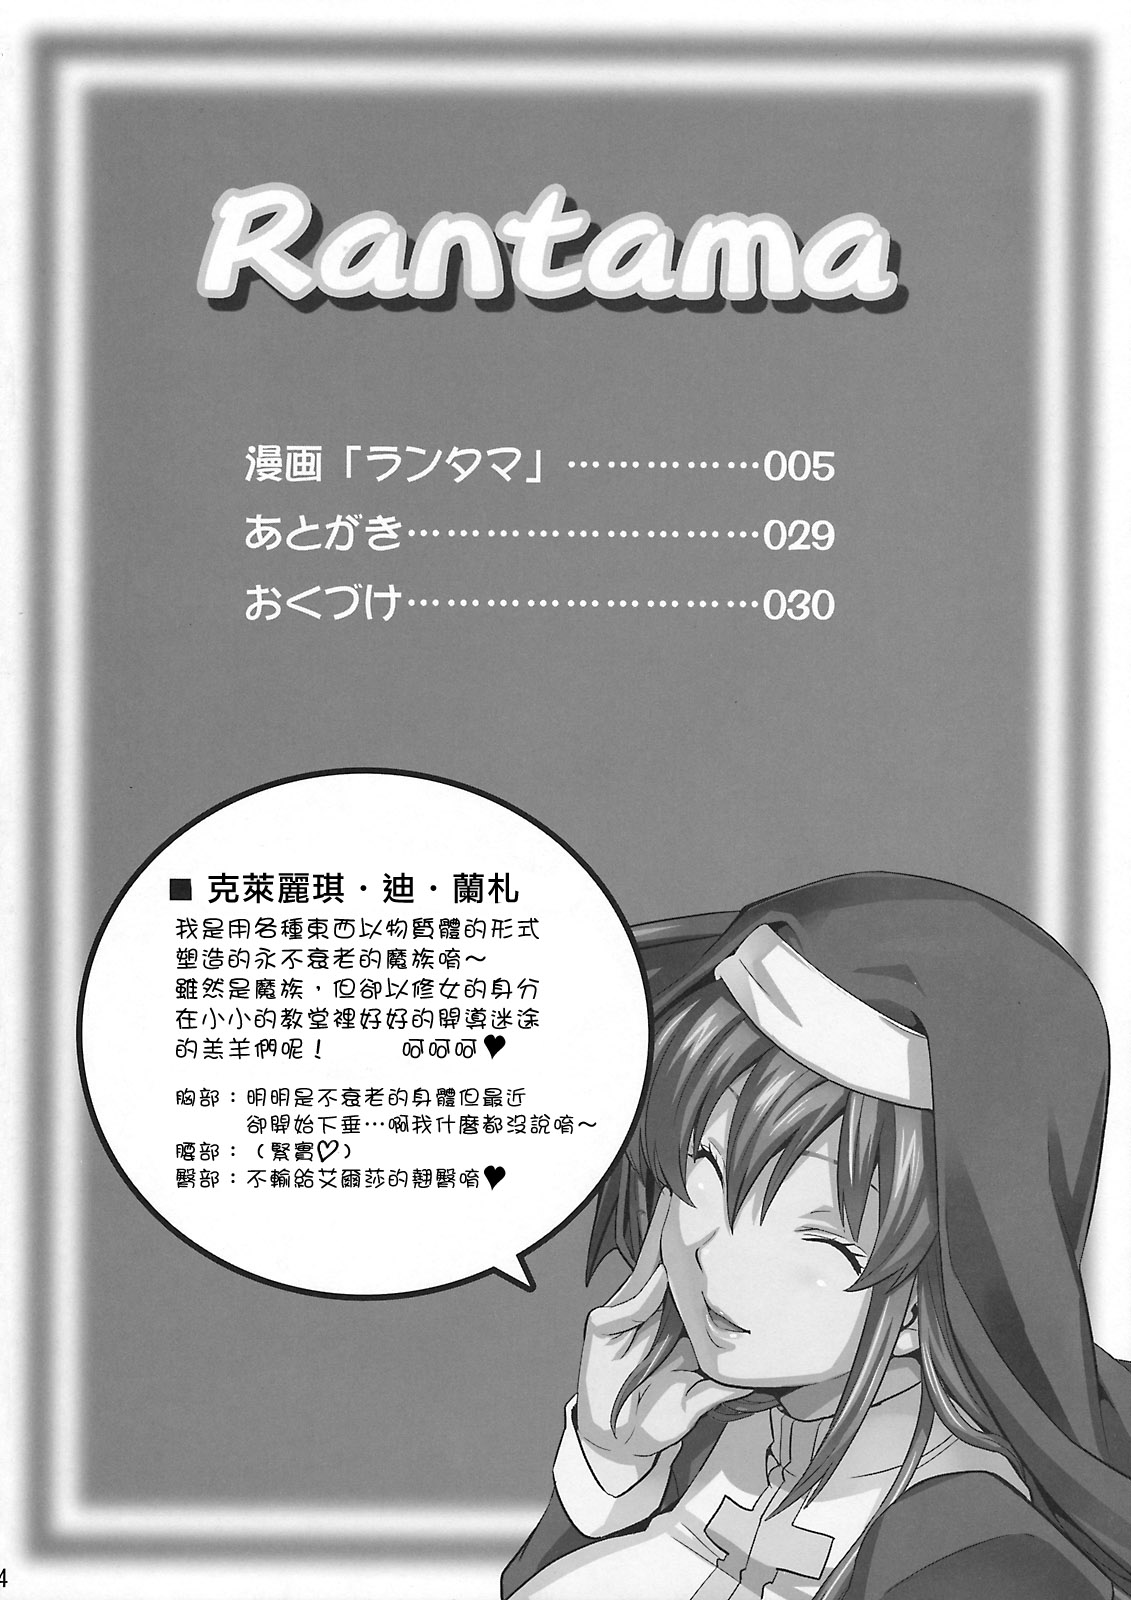 Rantama
漫画「ランタマ」………………005
あとがき………………………029
おくづけ………………………030
■ 克萊麗琪・迪・蘭札
我是用各種東西以物質體的形式
塑造的永不衰老的魔族唷～
雖然是魔族，但卻以修女的身分
在小小的教堂裡好好的開導迷途
的羔羊們呢！　　呵呵呵♥
胸部：明明是不衰老的身體但最近
卻開始下垂…啊我什麼都沒說唷～
腰部：（緊實♡）
臀部：不輸給艾爾莎的翹臀唷♥
4